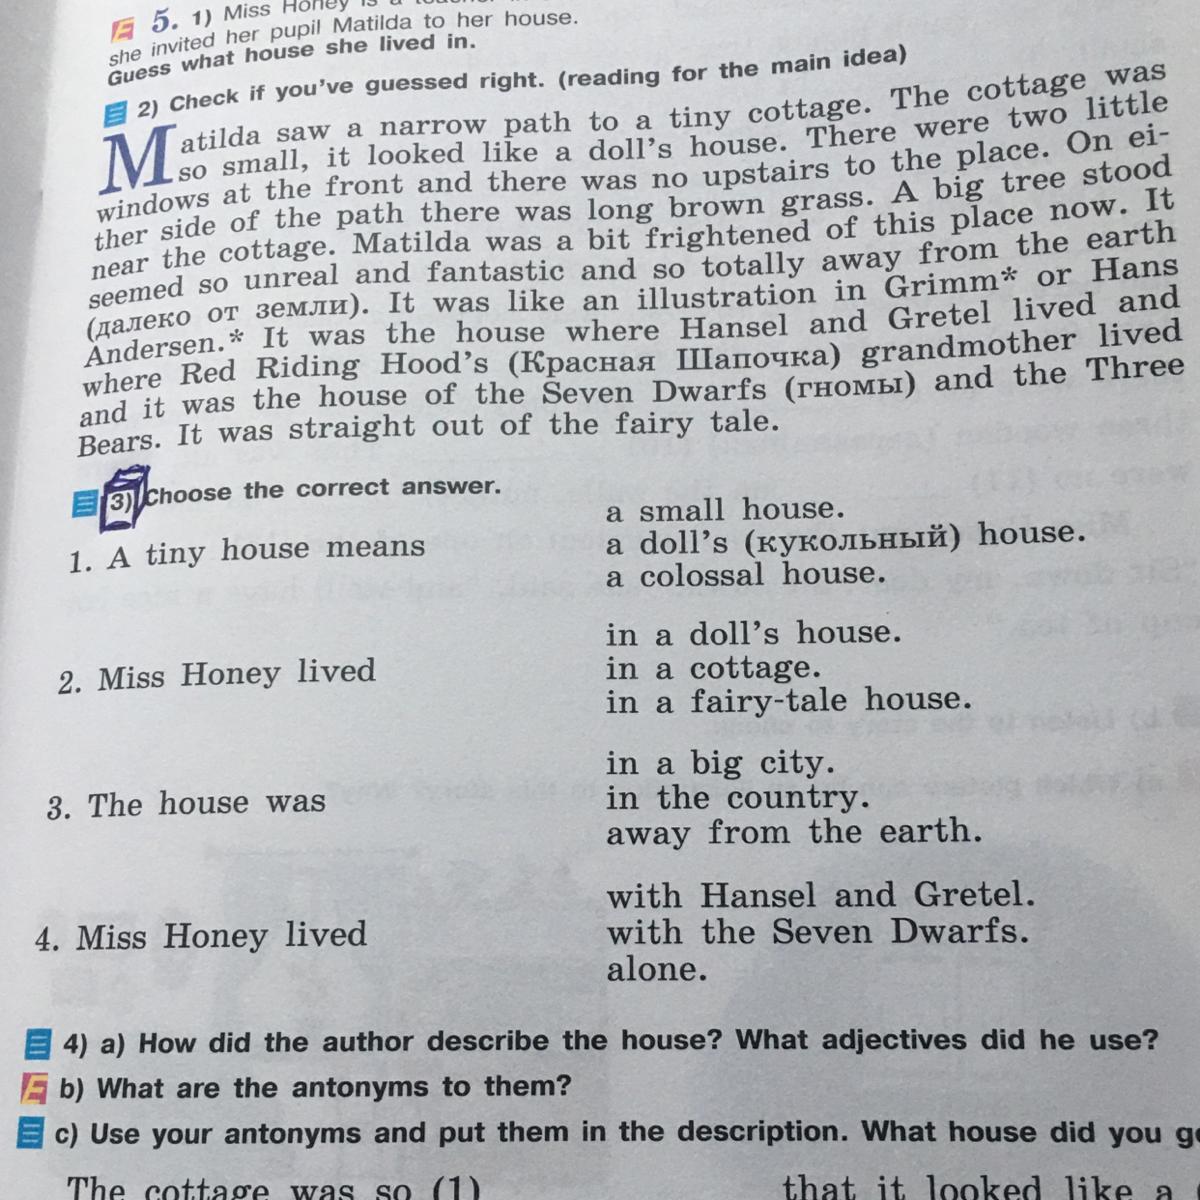 5. 1) Miss Honey is a
she invited her pupil Matilda to her house.
Guess what house she lived in.
2) Check if you've guessed right. (reading for the main idea)
Matilda saw a narrow path to a tiny cottage. The cottage was
so small, it looked like a doll's house. There were two little
windows at the front and there was no upstairs to the place. On ei-
ther side of the path there was long brown grass. A big tree stood
near the cottage. Matilda was a bit frightened of this place now. It
seemed so unreal and fantastic and so totally away from the earth
(далеко от земли). It was like an illustration in Grimm* or Hans
Andersen.* It was the house where Hansel and Gretel lived and
where Red Riding Hood's (Красная Шапочка) grandmother lived
and it was the house of the Seven Dwarfs (гномы) and the Three
Bears. It was straight out of the fairy tale.
3) Choose the correct answer.
1. A tiny house means
a small house.
a doll's (кукольный) house.
a colossal house.
2. Miss Honey lived
in a doll's house.
in a cottage.
in a fairy-tale house.
3. The house was
in a big city.
in the country.
away from the earth.
4. Miss Honey lived
with Hansel and Gretel.
with the Seven Dwarfs.
alone.
4) a) How did the author describe the house? What adjectives did he use?
E b) What are the antonyms to them?
c) Use your antonyms and put them in the description. What house did you
The cottage was so (1) that it looked like a